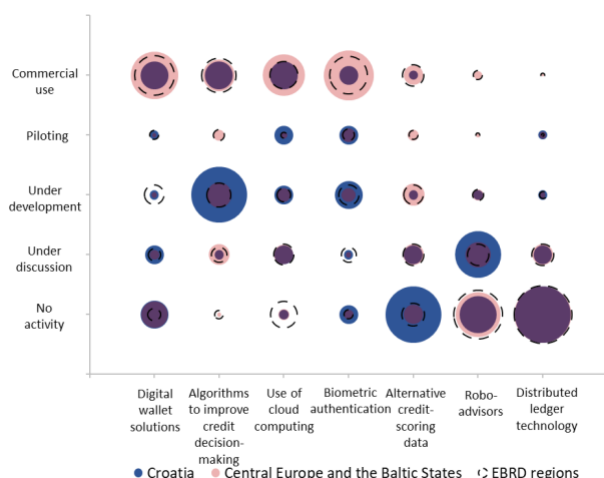 Commercial
use
Piloting
Under
development
Under
discussion
No
activity
Digital
wallet
solutions
Algorithms
to improve
credit
decision-
making
Use of
cloud
computing
Biometric
authentication
Alternative
credit-
scoring
data
Robo-
advisors
Distributed
ledger
technology
Croatia
Central Europe and the Baltic States
EBRD regions